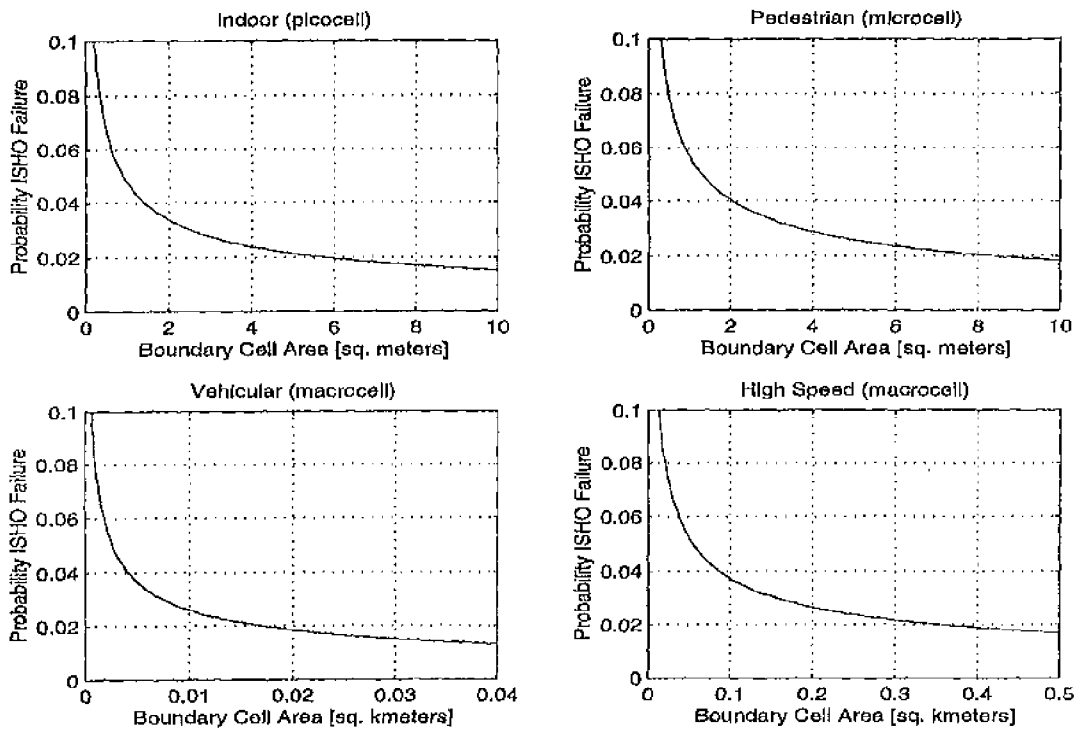 Indoor (picocell)
Probability ISHO Failure
0.1
0.08
0.06
0.04
0.02
0
0 2 4 6 8 10
Boundary Cell Area [sq. meters]
Pedestrian (microcell)
Probability ISHO Failure
0.1
0.08
0.06
0.04
0.02
0
0 2 4 6 8 10
Boundary Cell Area [sq. meters]
Vehicular (macrocell)
Probability ISHO Failure
0.1
0.08
0.06
0.04
0.02
0
0 0.01 0.02 0.03 0.04
Boundary Cell Area [sq. kmeters]
High Speed (macrocell)
Probability ISHO Failure
0.1
0.08
0.06
0.04
0.02
0
0 0.1 0.2 0.3 0.4 0.5
Boundary Cell Area [sq. kmeters]